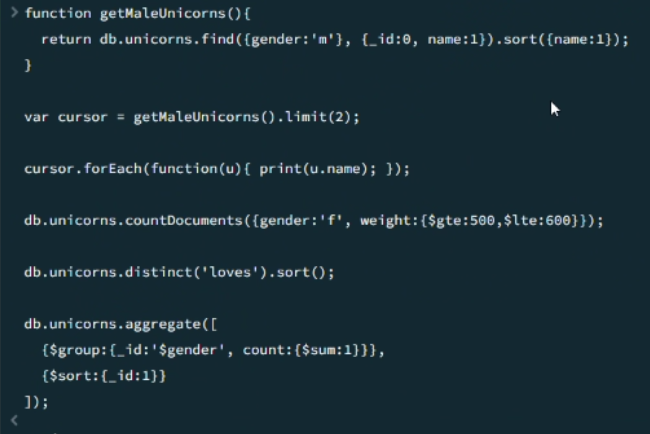 function getMaleUnicorns(){
  return db.unicorns.find({gender:'m'}, {_id:0, name:1}).sort({name:1});
}
var cursor = getMaleUnicorns().limit(2);
cursor.forEach(function(u){ print(u.name); });
db.unicorns.countDocuments({gender:'f', weight:{$gte:500,$lte:600}});
db.unicorns.distinct('loves').sort();
db.unicorns.aggregate([
  {$group:{_id:'$gender', count:{$sum:1}}},
  {$sort:{_id:1}}
]);